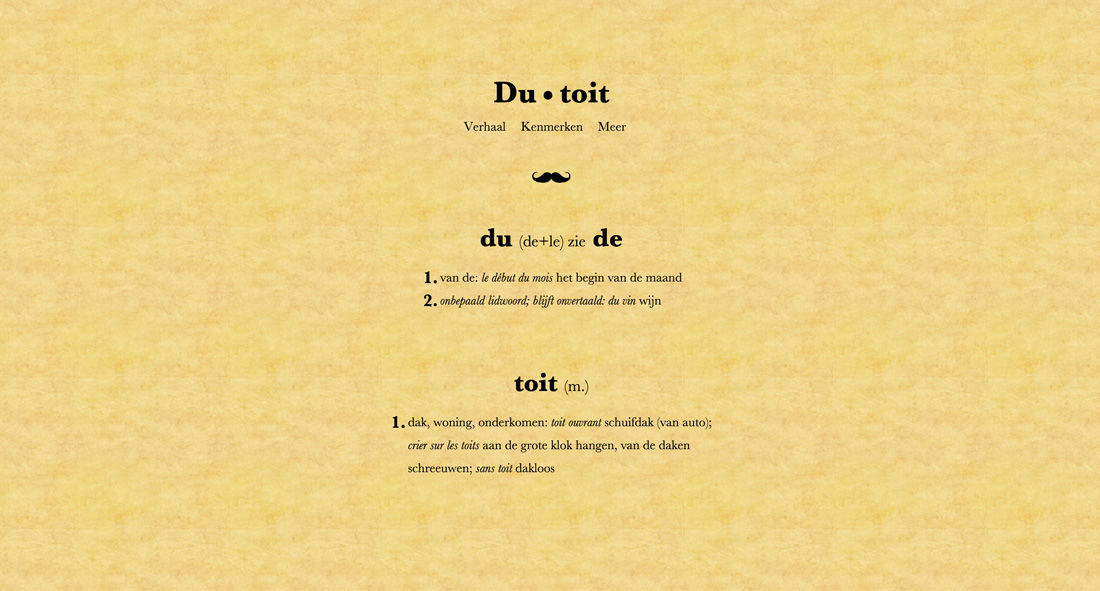 Du • toit
Verhaal Kenmerken Meer
du (de+le) zie de
1. van de: le début du mois het begin van de maand
2. onbepaald lidwoord; blijft onvertaald: du vin wijn
toit (m.)
1. dak, woning, onderkomen: toit ouvrant schuifdak (van auto);
crier sur les toits aan de grote klok hangen, van de daken
schreeuwen; sans toit dakloos